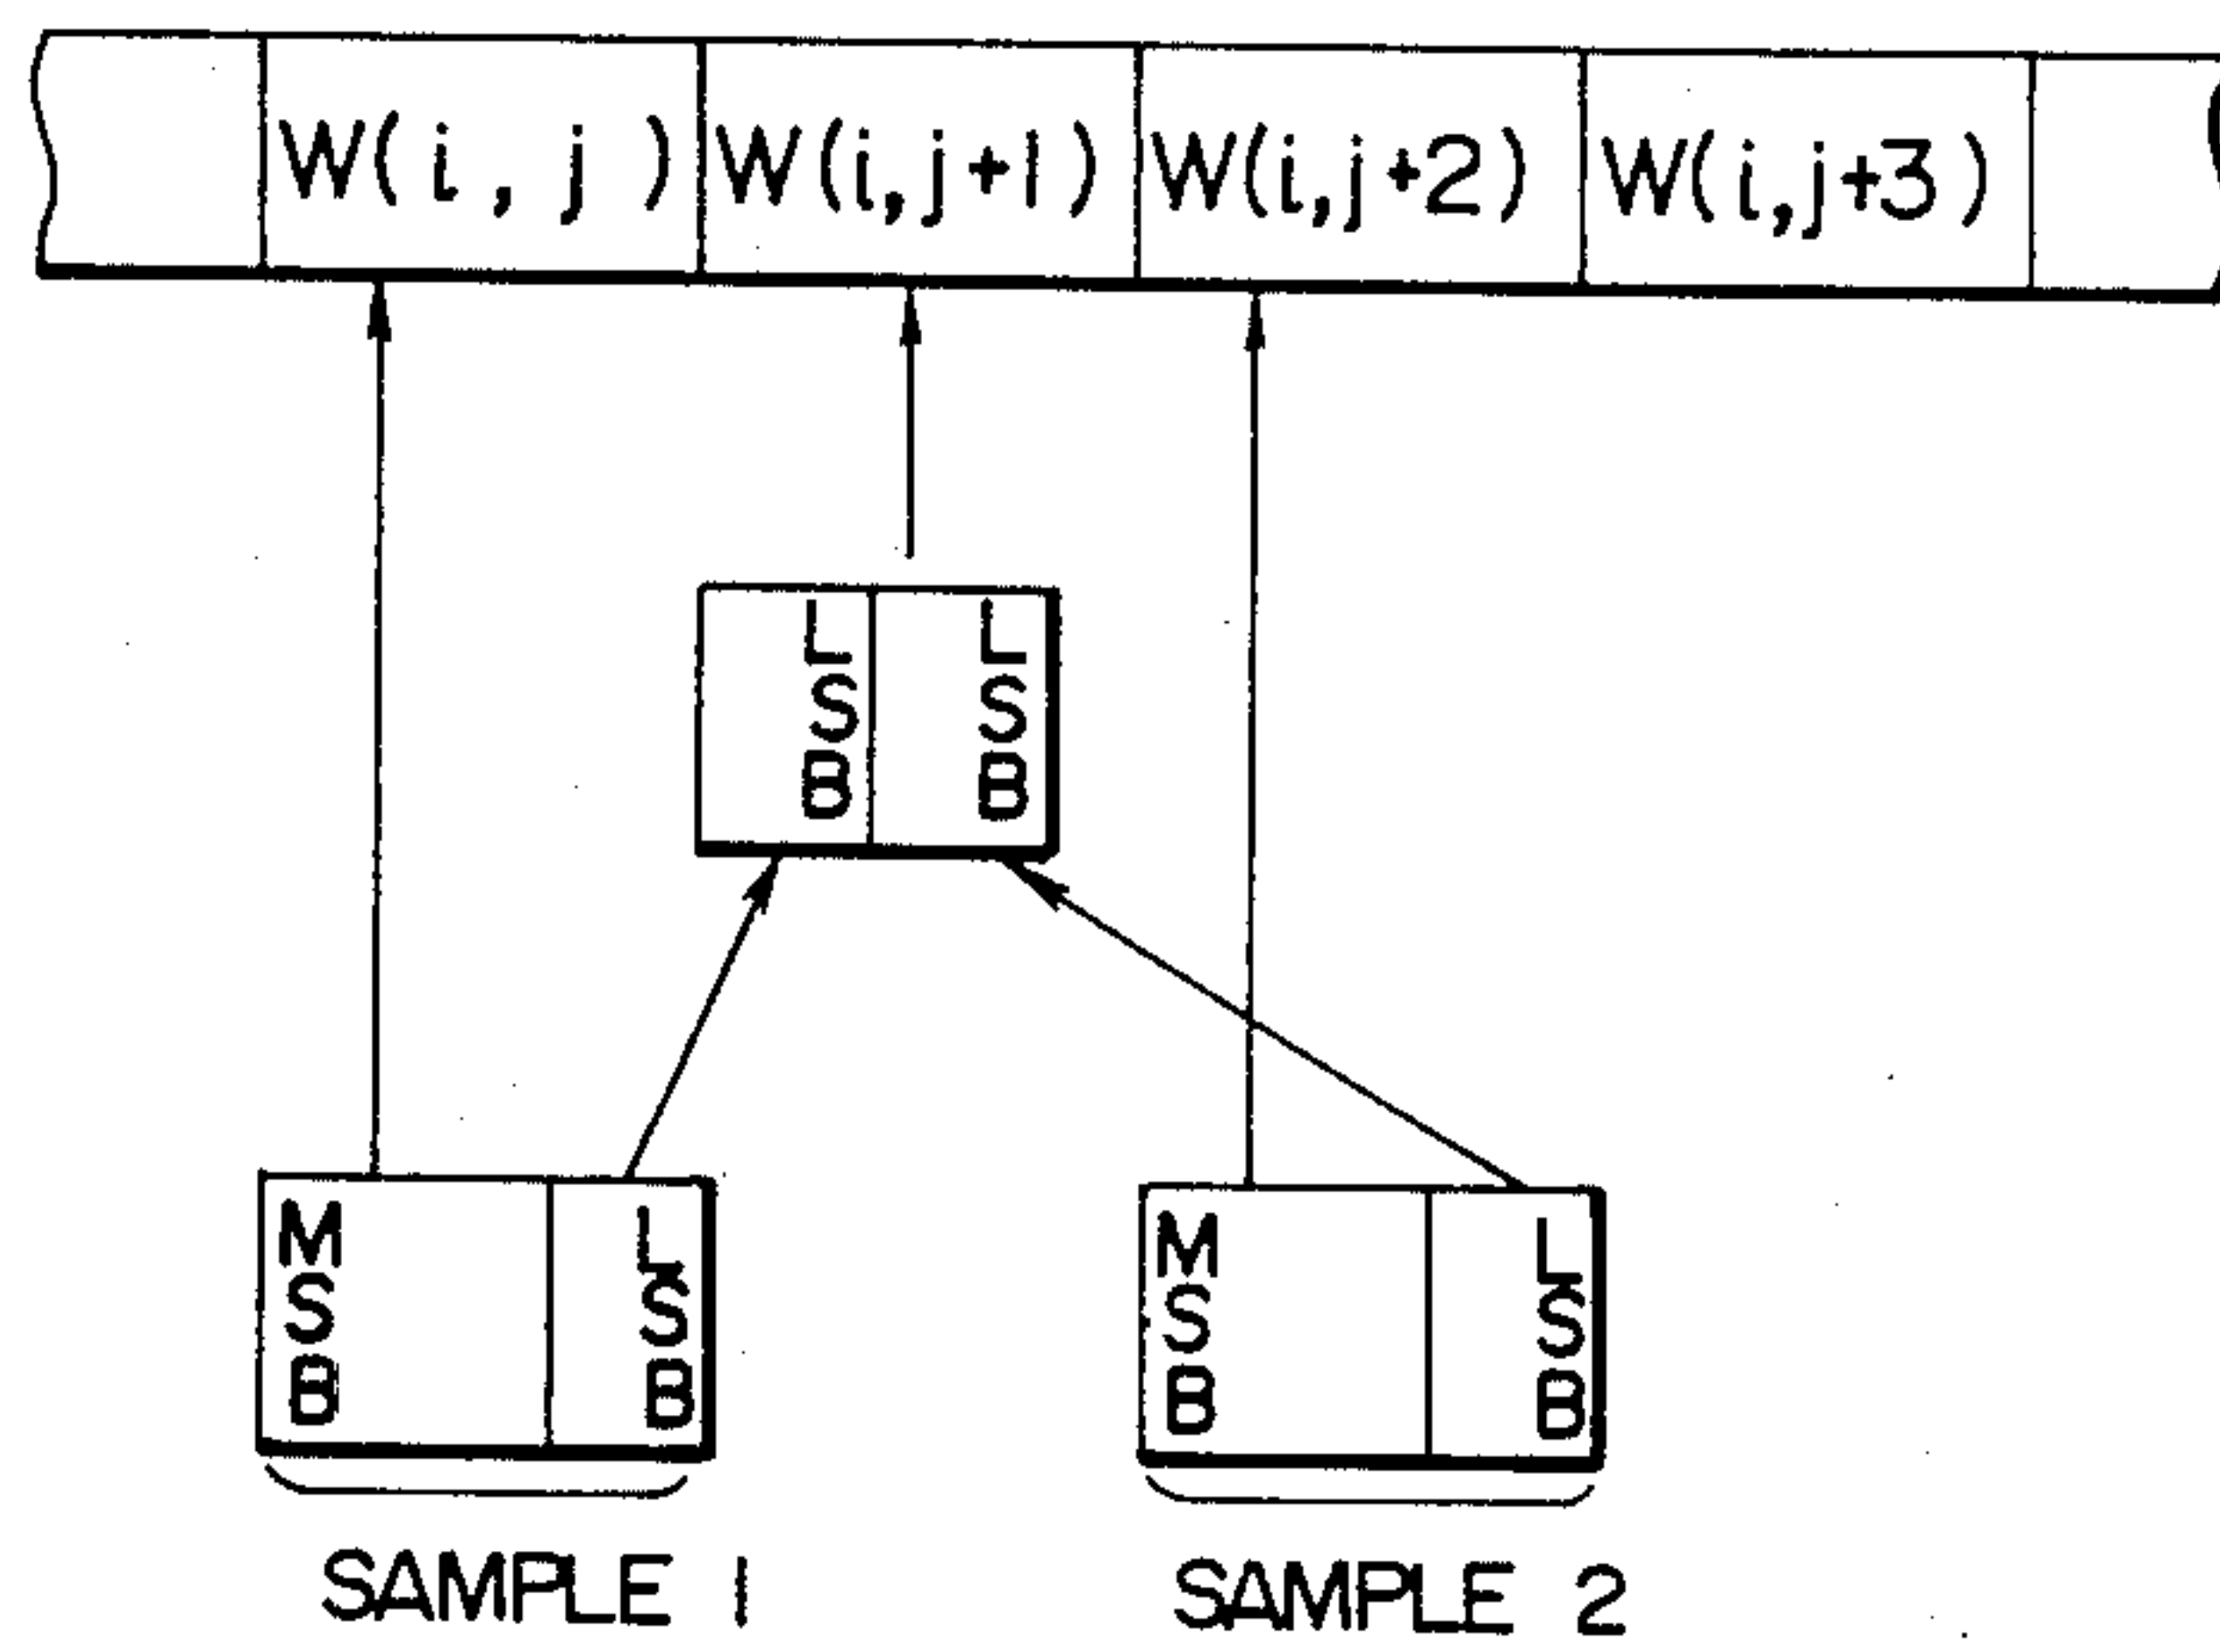 W(i,j) W(i,j+1) W(i,j+2) W(i,j+3)
LSB LSB
MSB LSB MSB LSB
SAMPLE 1 SAMPLE 2